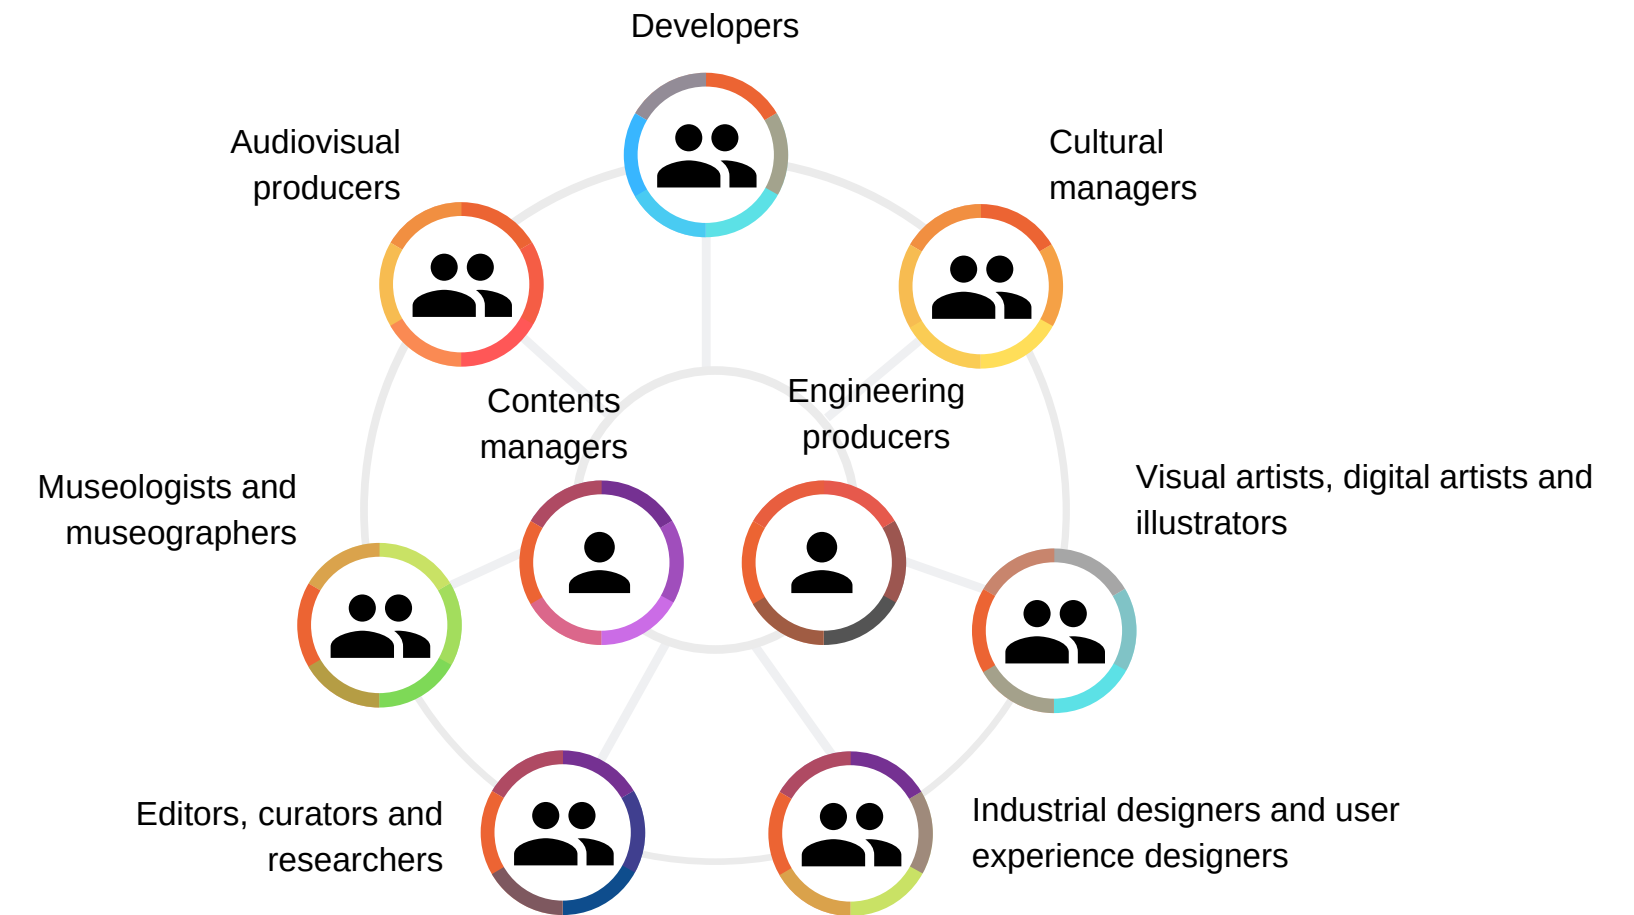 Developers
Audiovisual
producers
Cultural
managers
Contents
managers
Engineering
producers
Museologists and
museographers
Visual artists, digital artists and
illustrators
Editors, curators and
researchers
Industrial designers and user
experience designers